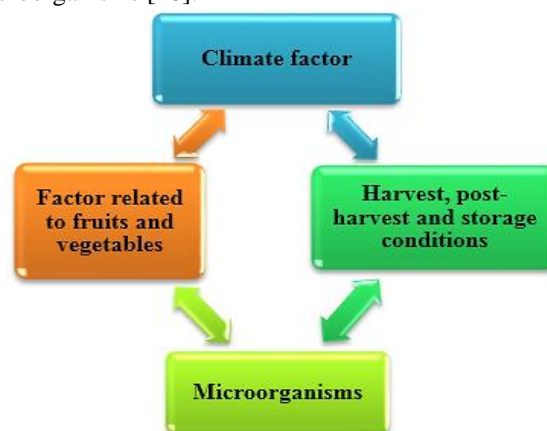 Climate factor
Factor related
to fruits and
vegetables
Harvest, post-
harvest and storage
conditions
Microorganisms